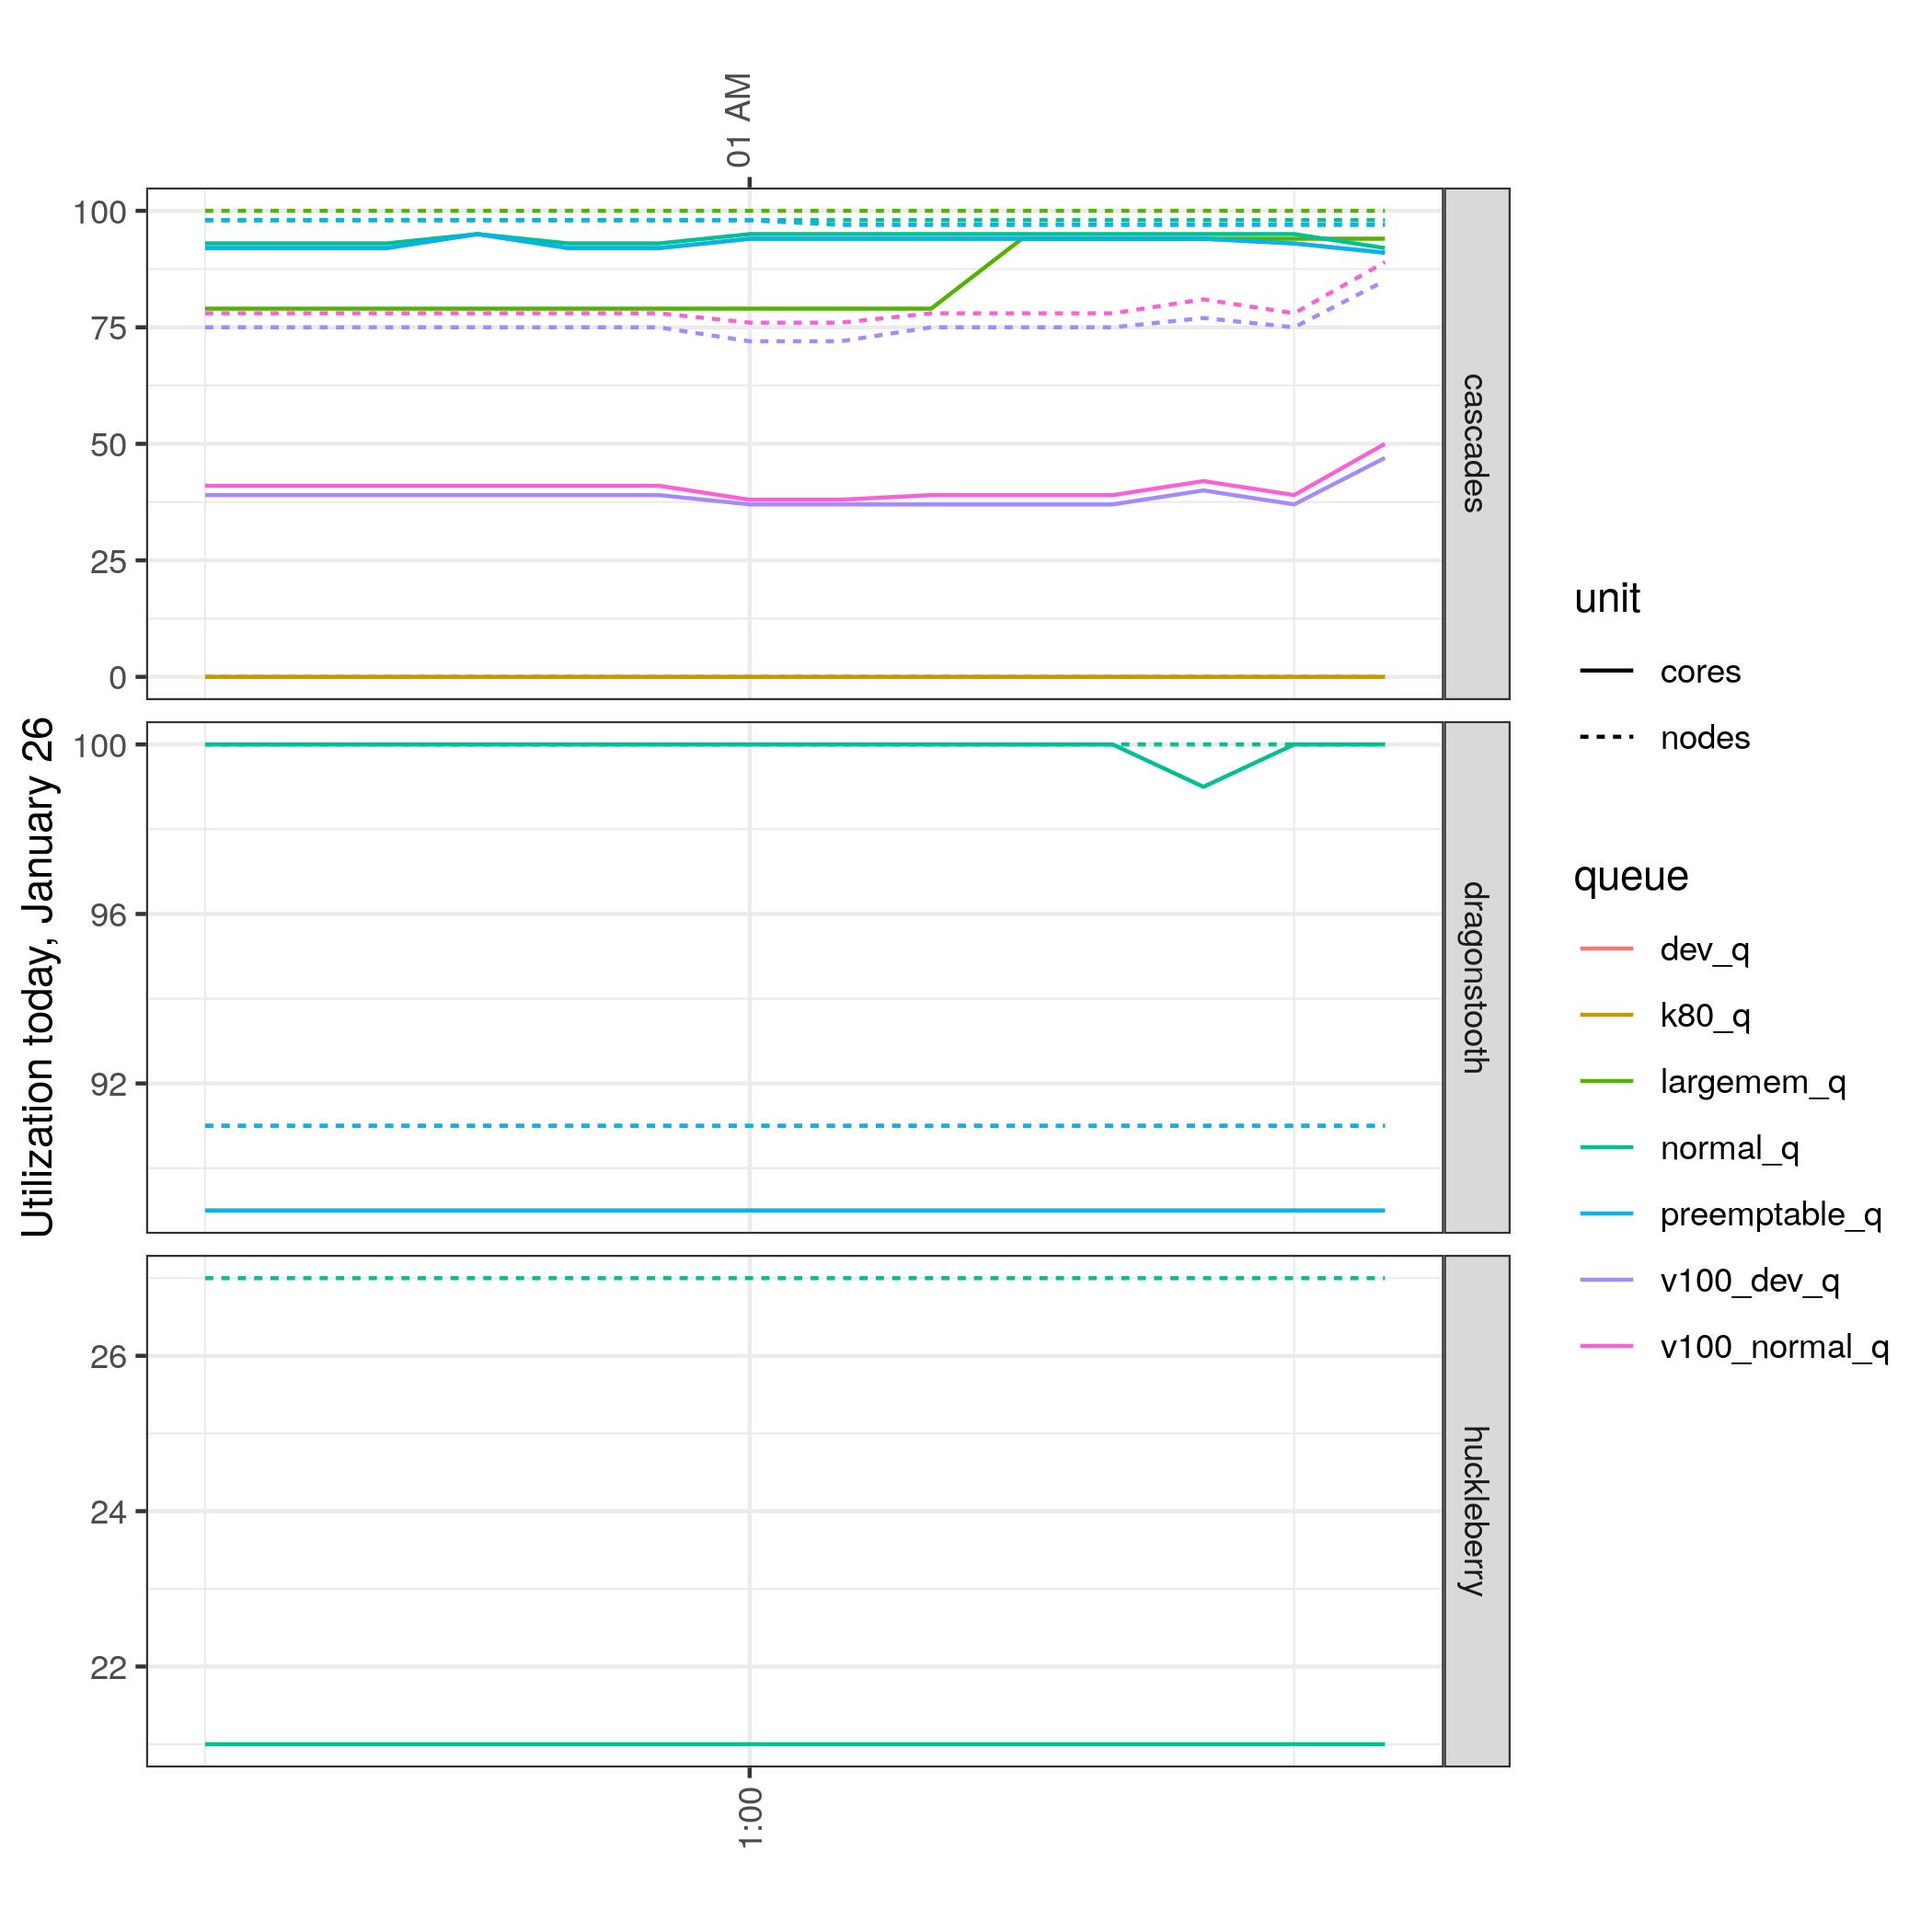 01 AM
100
75
50
25
0
cascades
Utilization today, January 26
100
96
92
dragonstooth
26
24
22
huckleberry
1:00
unit
cores
nodes
queue
dev_q
k80_q
largemem_q
normal_q
preemptable_q
v100_dev_q
v100_normal_q